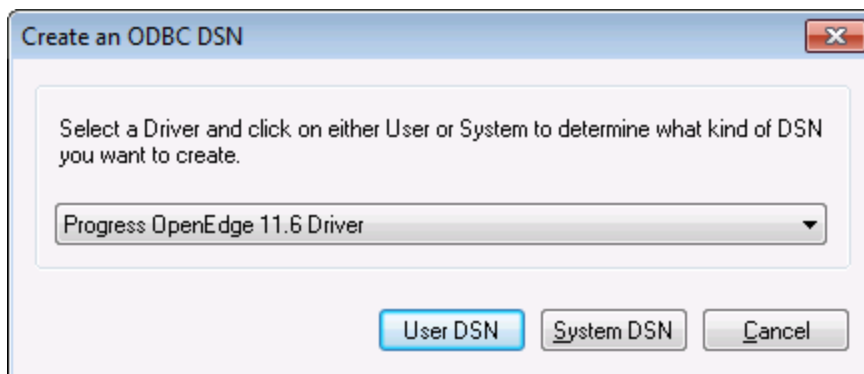 Create an ODBC DSN
Select a Driver and click on either User or System to determine what kind of DSN
you want to create.
Progress OpenEdge 11.6 Driver
User DSN
System DSN
Cancel